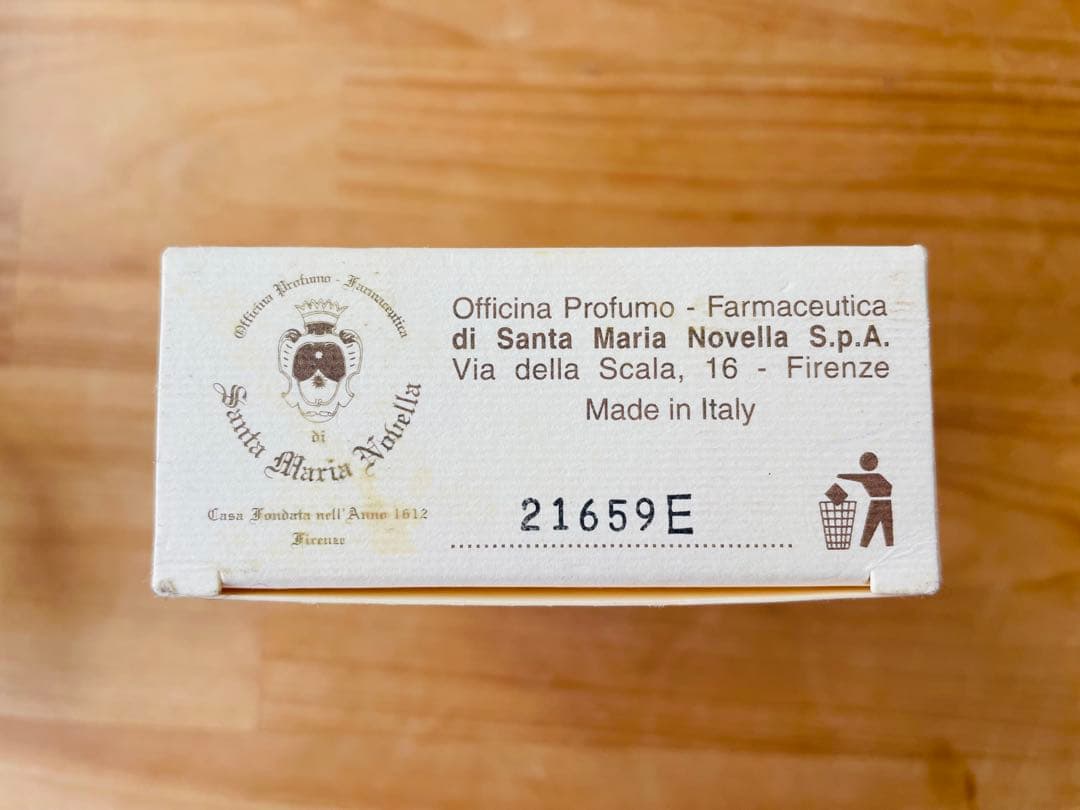 Officina Profumo - Farmaceutica
di
Santa Maria Novella
Casa Fondata nell'Anno 1612
Firenze
Officina Profumo - Farmaceutica
di Santa Maria Novella S.p.A.
Via della Scala, 16 - Firenze
Made in Italy
21659E